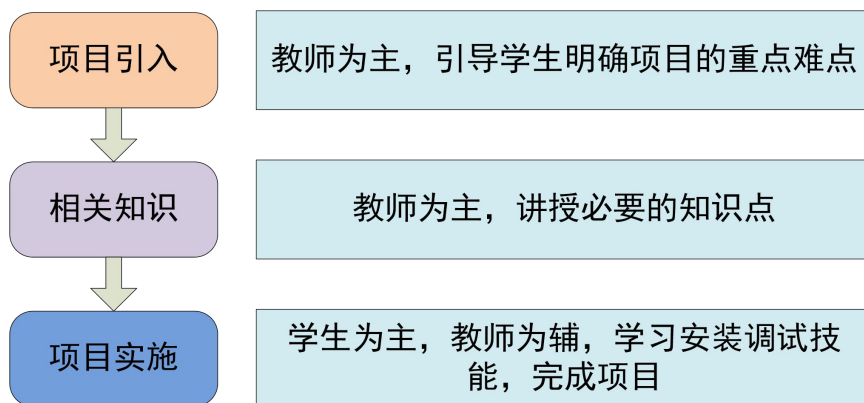 项目引入
教师为主，引导学生明确项目的重点难点
相关知识
教师为主，讲授必要的知识点
项目实施
学生为主，教师为辅，学习安装调试技
能，完成项目